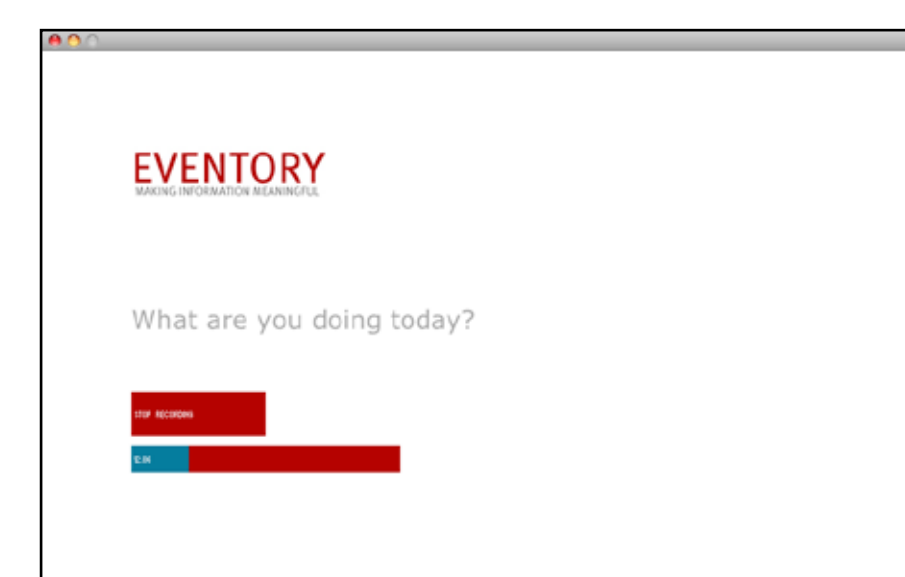 EVENTORY
MAKING INFORMATION MEANINGFUL
What are you doing today?
STOP RECORDING